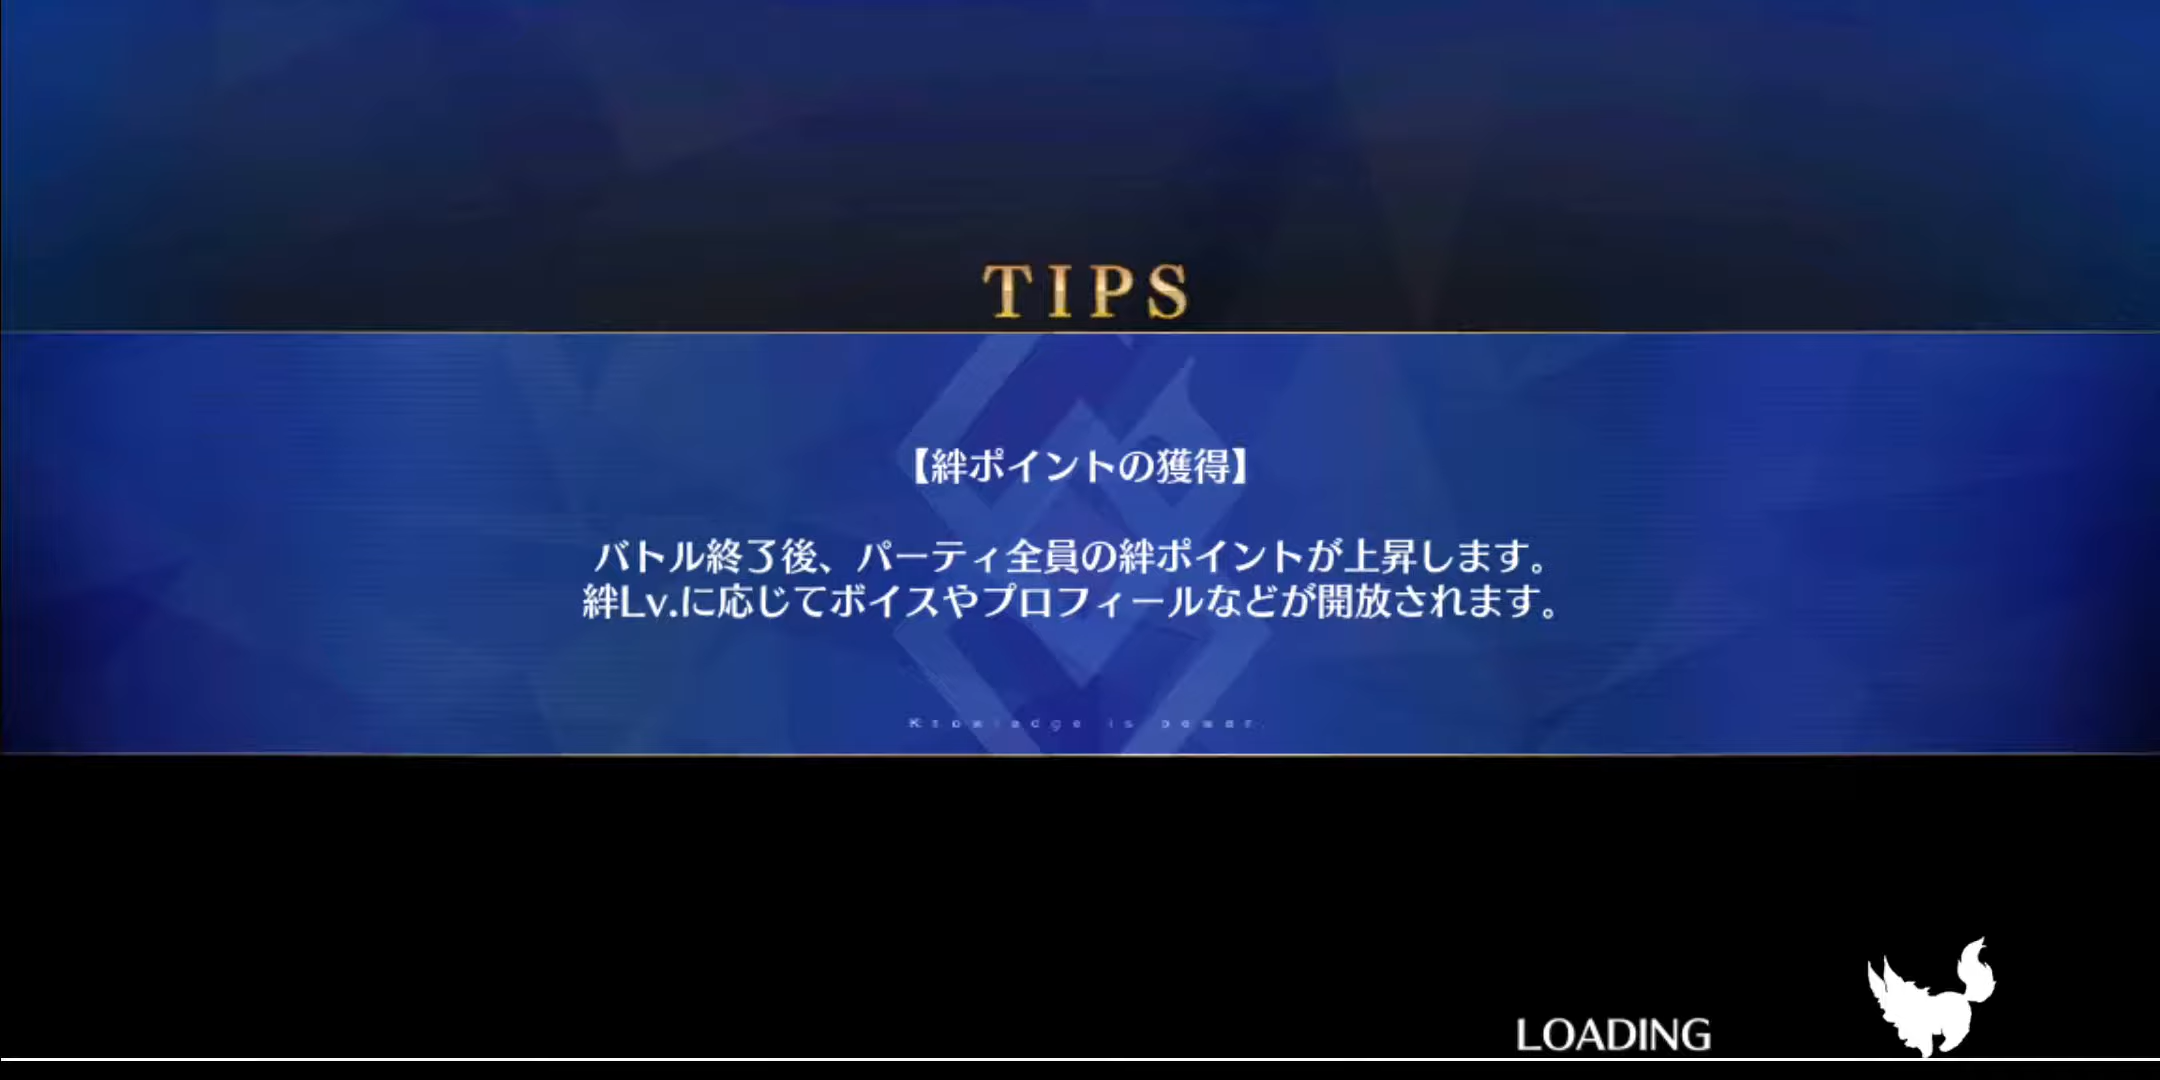 TIPS
【絆ポイントの獲得】
バトル終了後、パーティ全員の絆ポイントが上昇します。
絆Lv.に応じてボイスやプロフィールなどが開放されます。
Knowledge is power.
LOADING